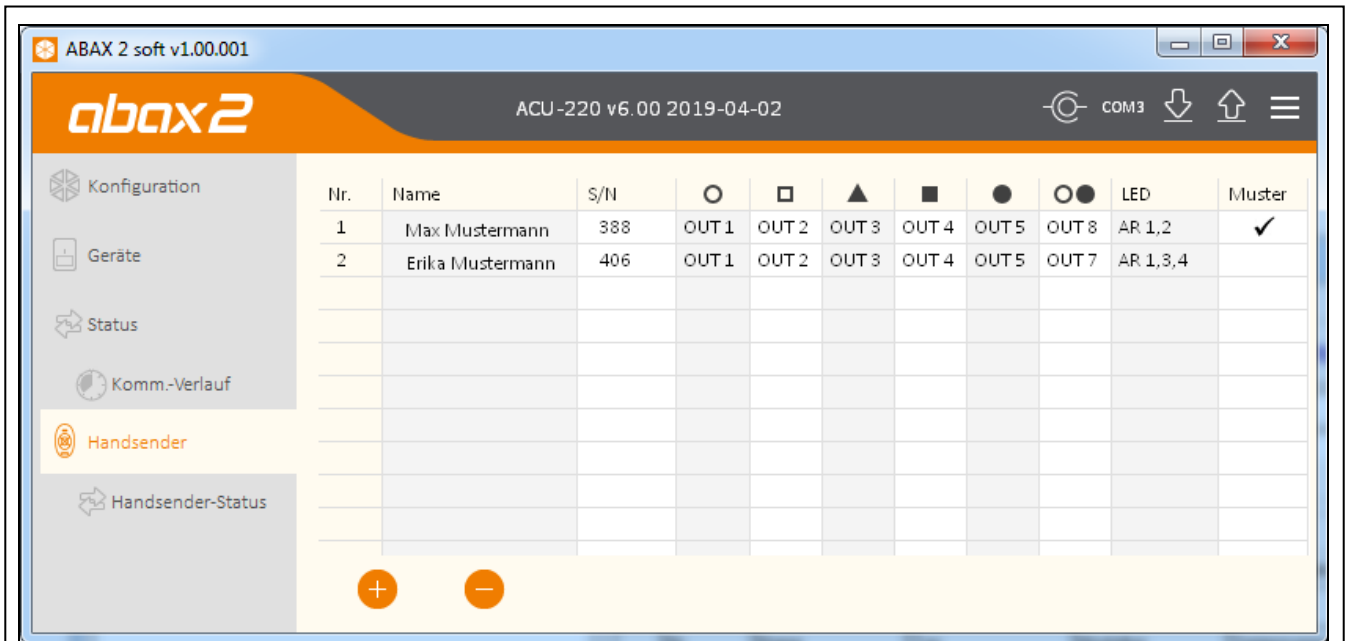 ABAX 2 soft v1.00.001
abax 2
ACU-220 v6.00 2019-04-02
COM3
Konfiguration
Geräte
Status
Komm.-Verlauf
Handsender
Handsender-Status
Nr. Name S/N LED Muster
1 Max Mustermann 388 OUT 1 OUT 2 OUT 3 OUT 4 OUT 5 OUT 8 AR 1,2 ✓
2 Erika Mustermann 406 OUT 1 OUT 2 OUT 3 OUT 4 OUT 5 OUT 7 AR 1,3,4